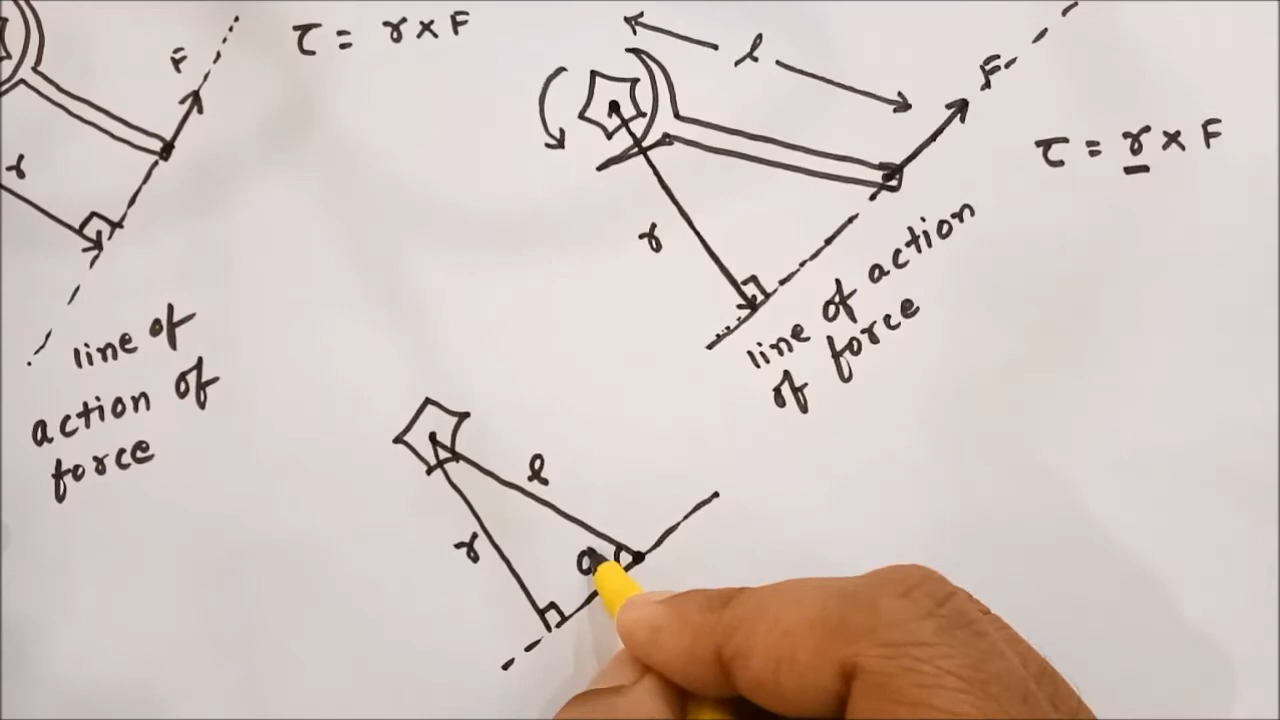 τ = r × F
F
r
line of
action of
force
l
F
τ = r × F
r
line of action
of force
l
r